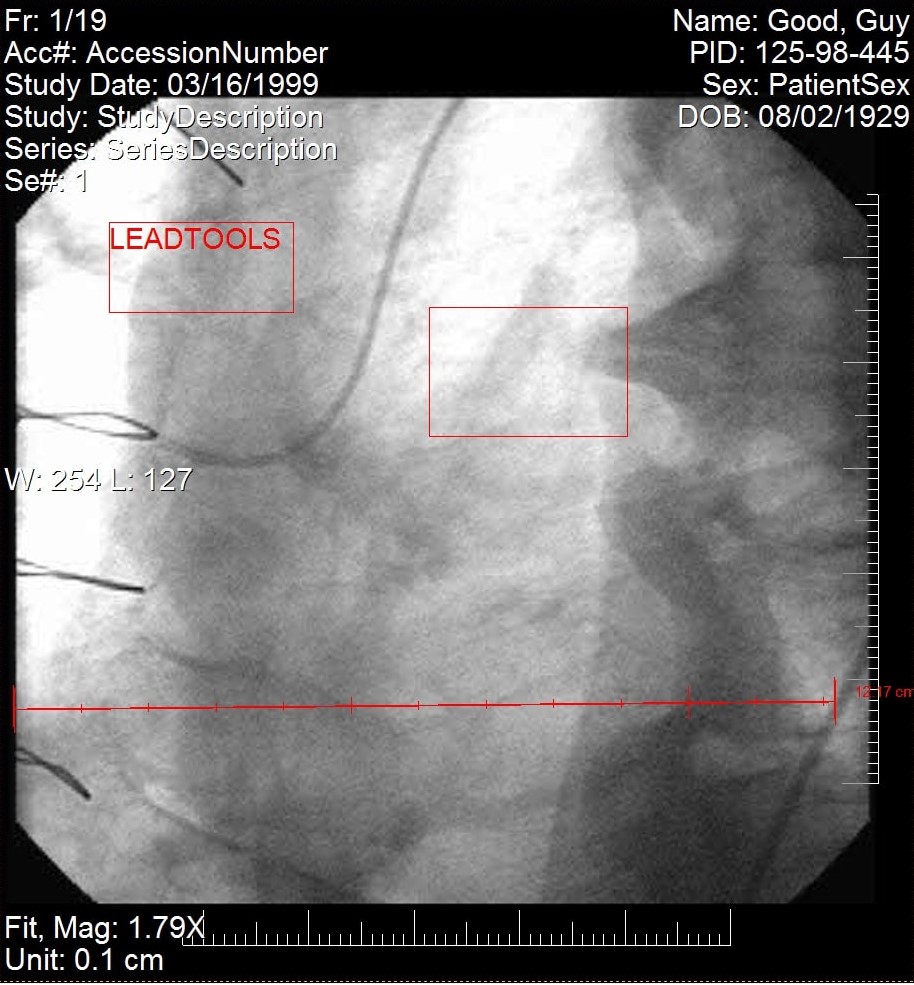 Fr: 1/19
Acc#: AccessionNumber
Study Date: 03/16/1999
Study: StudyDescription
Series: SeriesDescription
Se#: 1
Name: Good, Guy
PID: 125-98-445
Sex: PatientSex
DOB: 08/02/1929
LEADTOOLS
W: 254 L: 127
12.17 cm
Fit, Mag: 1.79X
Unit: 0.1 cm